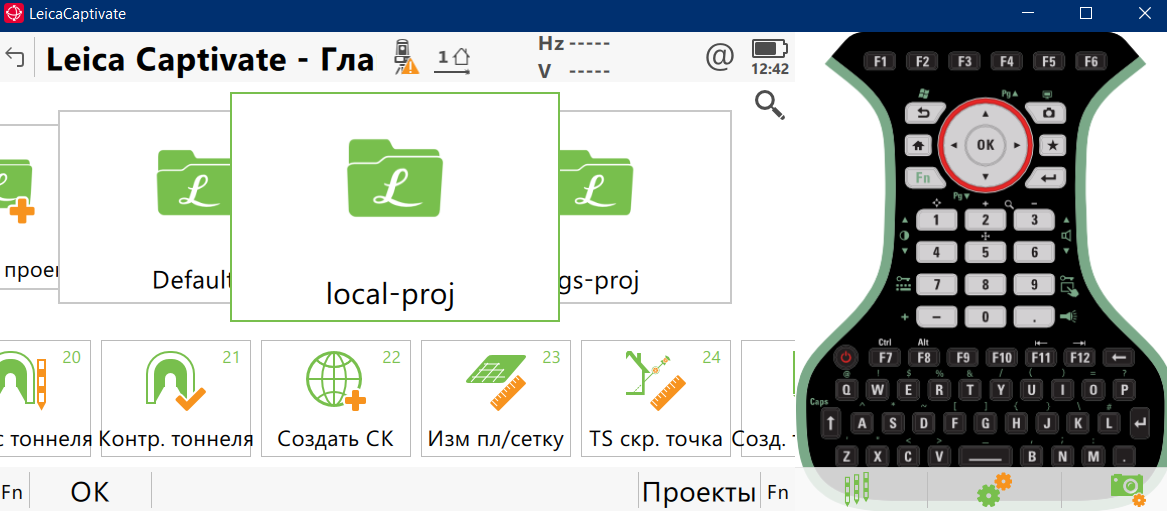 LeicaCaptivate
Leica Captivate - Гла
1
Hz -----
V -----
@
12:42
проек
Default
local-proj
gs-proj
20
21
22
23
24
с тоннеля
Контр. тоннеля
Создать СК
Изм пл/сетку
TS скр. точка
Созд. т
Fn
OK
Проекты
Fn
F1 F2 F3 F4 F5 F6
Pg
OK
Fn
Pg
1 2 3
4 5 6
7 8 9
+ - 0 .
Ctrl Alt
F7 F8 F9 F10 F11 F12
@ ! $ % & / ( ) = ?
Q W E R T Y U I O P
Caps
A S D F G H J K L
Z X C V B N M .